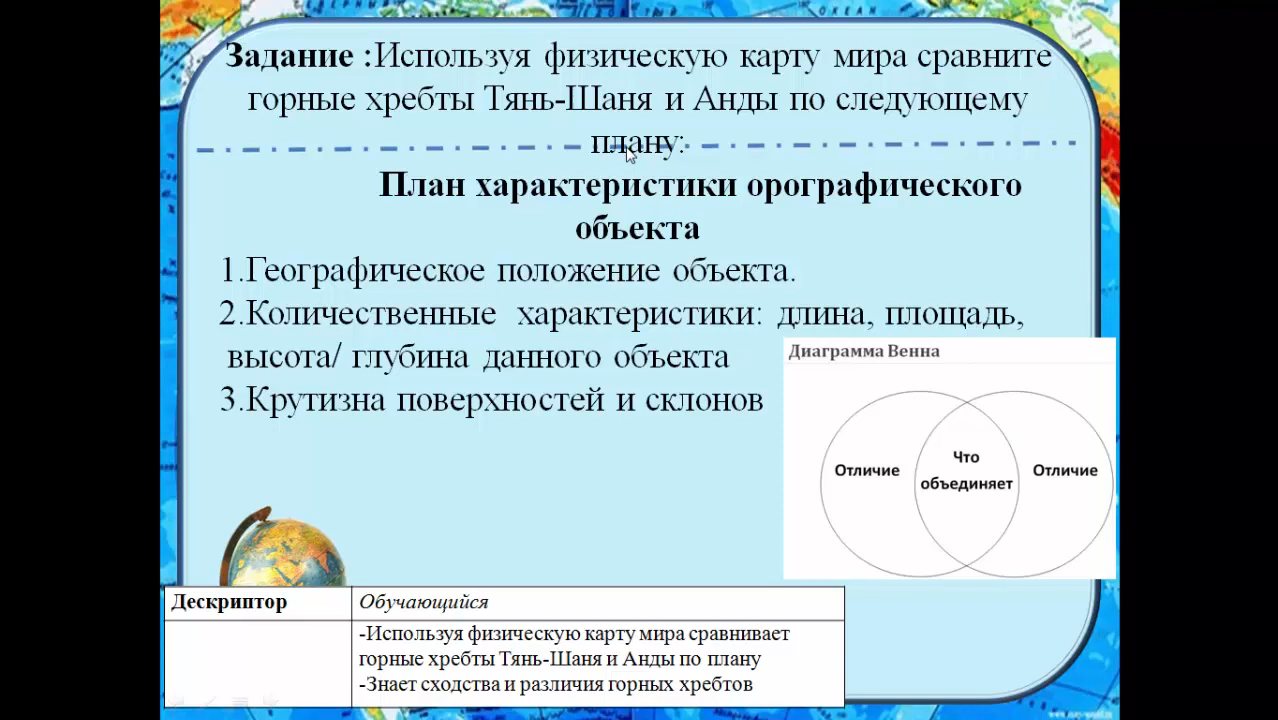 Задание :Используя физическую карту мира сравните
горные хребты Тянь-Шаня и Анды по следующему
плану:
План характеристики орографического
объекта
1.Географическое положение объекта.
2.Количественные характеристики: длина, площадь,
высота/ глубина данного объекта
3.Крутизна поверхностей и склонов
Диаграмма Венна
Отличие
Что
объединяет
Отличие
Дескриптор
Обучающийся
-Используя физическую карту мира сравнивает
горные хребты Тянь-Шаня и Анды по плану
-Знает сходства и различия горных хребтов